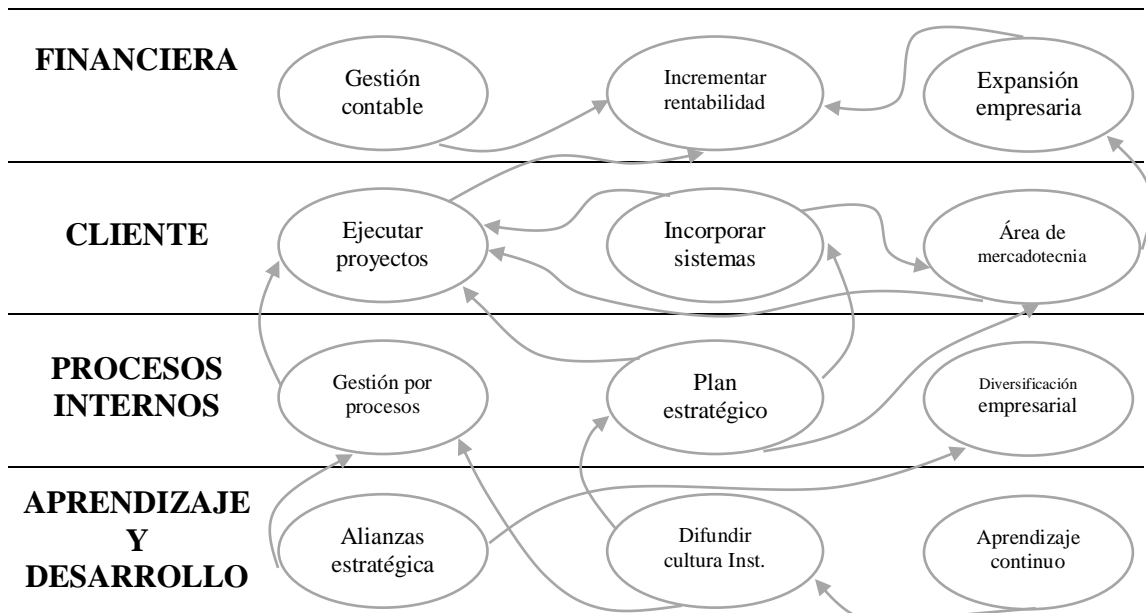 FINANCIERA
Gestión
contable
Incrementar
rentabilidad
Expansión
empresaria
CLIENTE
Ejecutar
proyectos
Incorporar
sistemas
Área de
mercadotecnia
PROCESOS
INTERNOS
Gestión por
procesos
Plan
estratégico
Diversificación
empresarial
APRENDIZAJE
Y
DESARROLLO
Alianzas
estratégica
Difundir
cultura Inst.
Aprendizaje
continuo